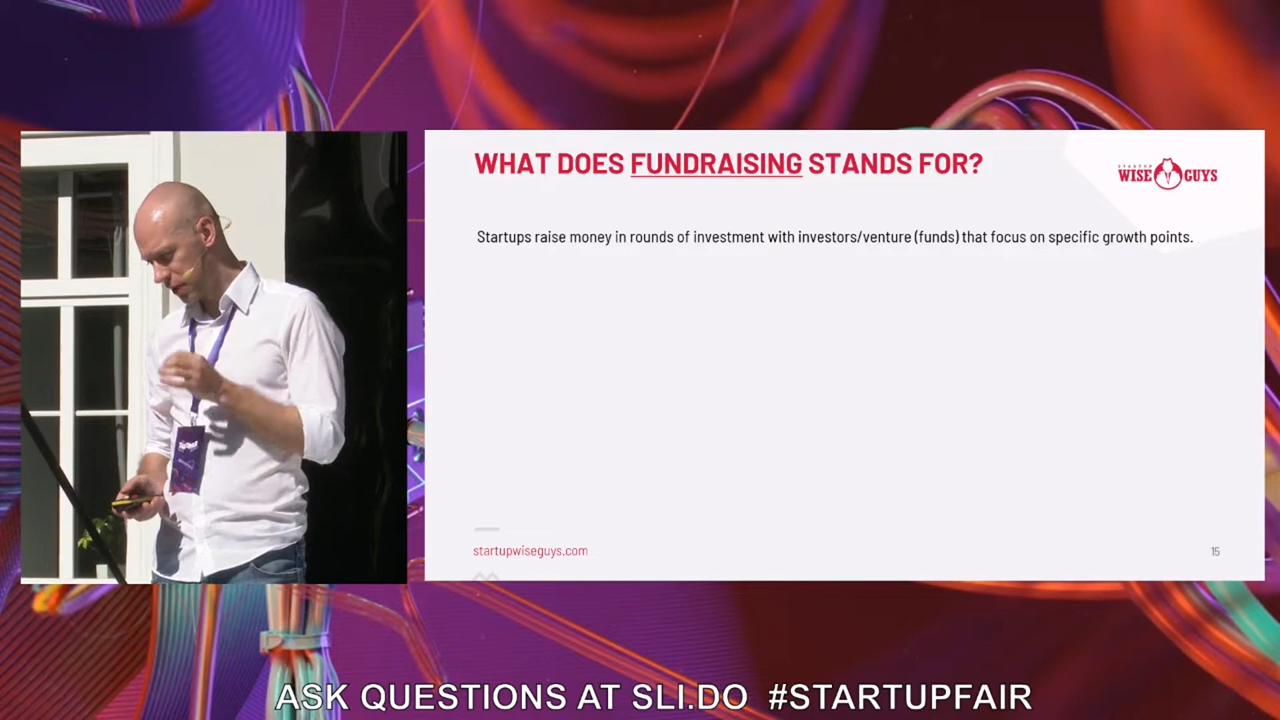 WHAT DOES FUNDRAISING STANDS FOR?
STARTUP
WISE GUYS
Startups raise money in rounds of investment with investors/venture (funds) that focus on specific growth points.
startupwiseguys.com
15
ASK QUESTIONS AT SLI.DO #STARTUPFAIR